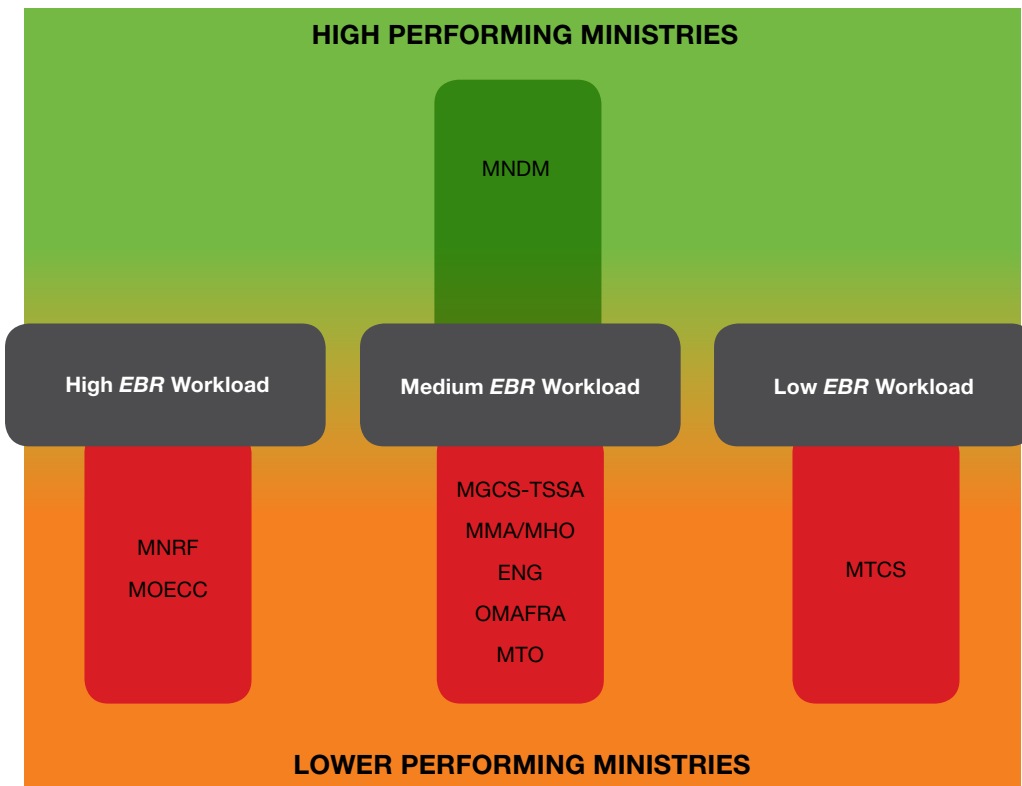 HIGH PERFORMING MINISTRIES
MNDM
High EBR Workload
Medium EBR Workload
Low EBR Workload
MNRF
MOECC
MGCS-TSSA
MMA/MHO
ENG
OMAFRA
MTO
MTCS
LOWER PERFORMING MINISTRIES